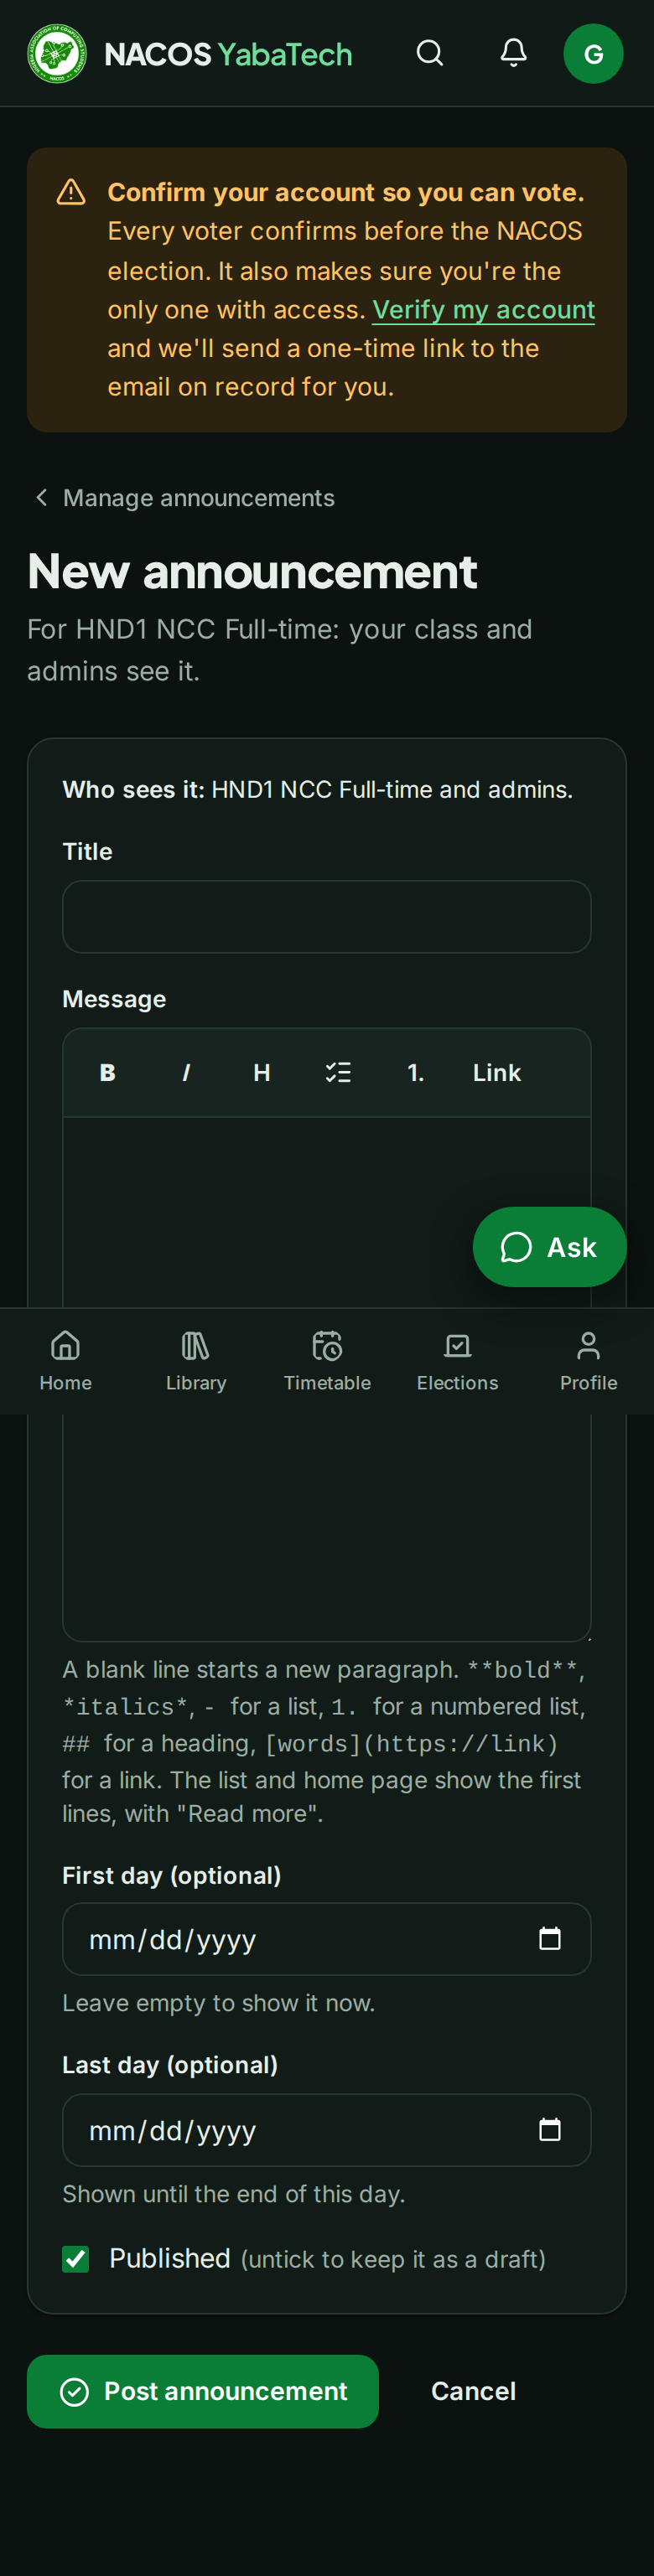 NACOS YabaTech
G
Confirm your account so you can vote.
Every voter confirms before the NACOS
election. It also makes sure you're the
only one with access. Verify my account
and we'll send a one-time link to the
email on record for you.
Manage announcements
New announcement
For HND1 NCC Full-time: your class and
admins see it.
Who sees it: HND1 NCC Full-time and admins.
Title
Message
B I H 1. Link
Ask
Home Library Timetable Elections Profile
A blank line starts a new paragraph. **bold**,
*italics*, - for a list, 1. for a numbered list,
## for a heading, [words](https://link)
for a link. The list and home page show the first
lines, with "Read more".
First day (optional)
mm/dd/yyyy
Leave empty to show it now.
Last day (optional)
mm/dd/yyyy
Shown until the end of this day.
Published (untick to keep it as a draft)
Post announcement Cancel